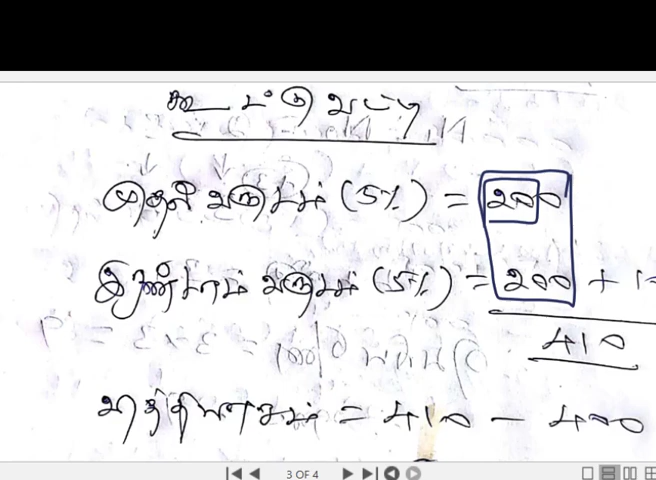 கூட்டு வட்டி
முதல் வருடம் (5%) = 200
இரண்டாம் வருடம் (5%) = 200 + 1
410
வித்தியாசம் = 410 - 400
3 OF 4